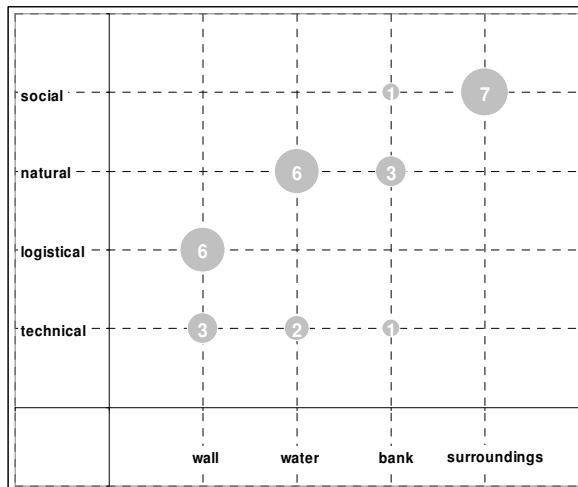 social 1 7
natural 6 3
logistical 6
technical 3 2 1
wall water bank surroundings